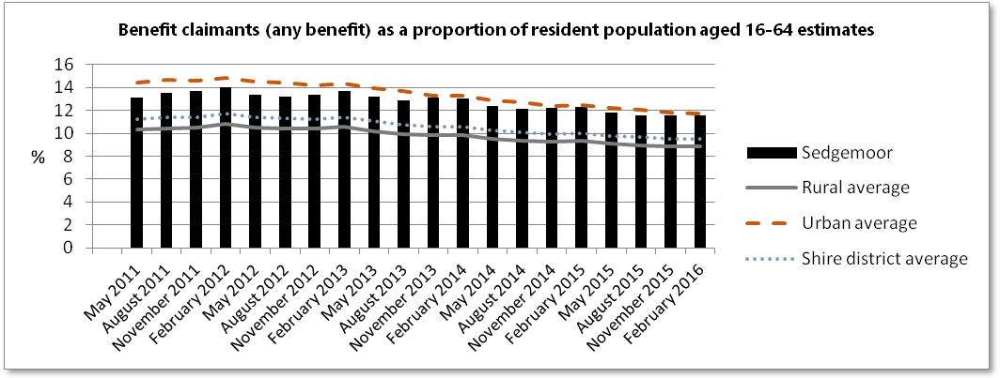 Benefit claimants (any benefit) as a proportion of resident population aged 16-64 estimates
16
14
12
10
8
6
4
2
0
%
May 2011
August 2011
November 2011
February 2012
May 2012
August 2012
November 2012
February 2013
May 2013
August 2013
November 2013
February 2014
May 2014
August 2014
November 2014
February 2015
May 2015
August 2015
November 2015
February 2016
Sedgemoor
Rural average
Urban average
Shire district average